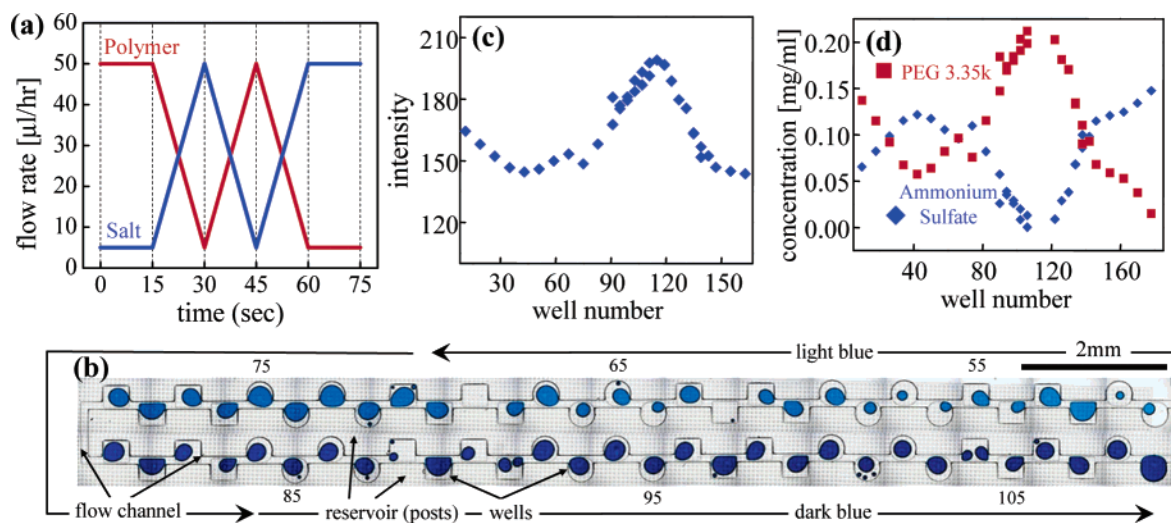 (a)
60
50
40
30
20
10
0
Polymer
Salt
flow rate [µl/hr]
0 15 30 45 60 75
time (sec)
(c)
210
180
150
120
intensity
30 60 90 120 150
well number
(d)
0.20
0.15
0.10
0.05
0.00
PEG 3.35k
Ammonium
Sulfate
concentration [mg/ml]
40 80 120 160
well number
(b)
75 65 light blue 55 2mm
85 95 105
flow channel reservoir (posts) wells dark blue